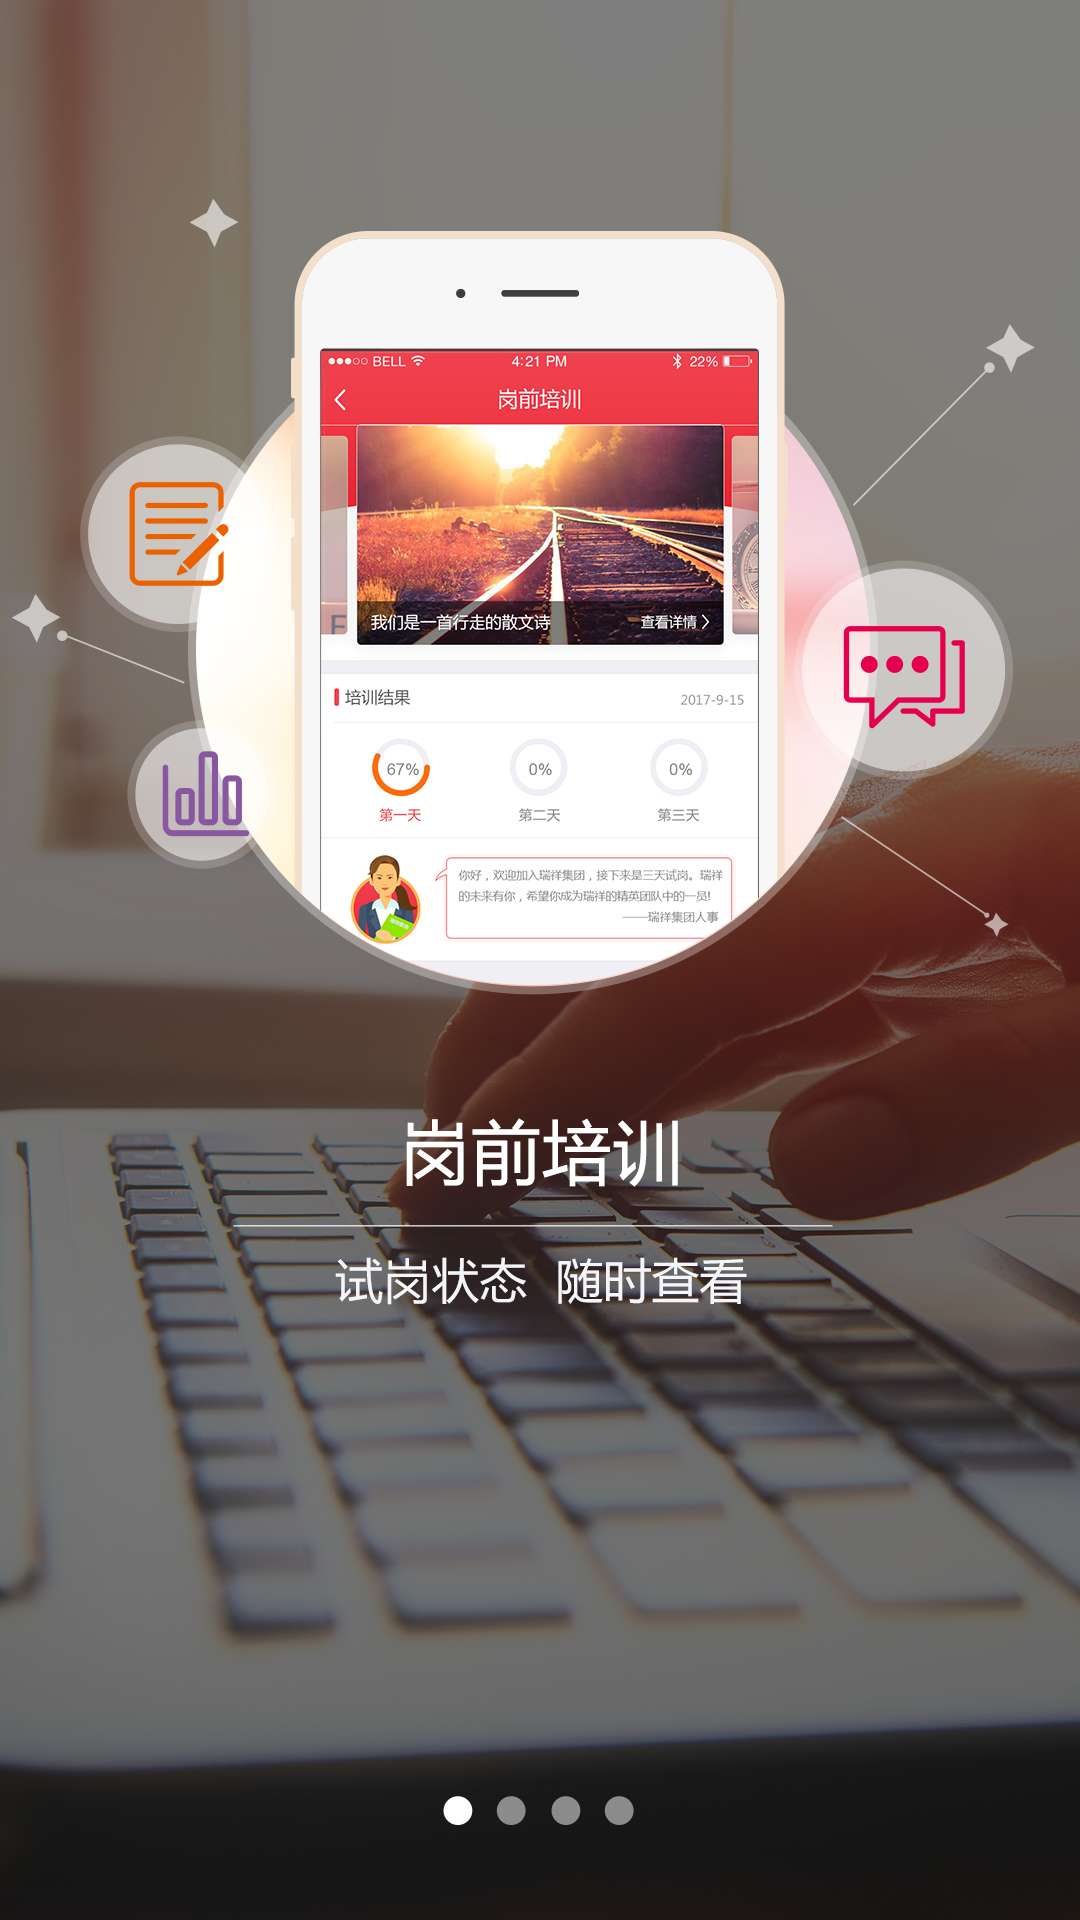 BELL 4:21 PM 22%
岗前培训
我们是一首行走的散文诗 查看详情
培训结果 2017-9-15
67% 0% 0%
第一天 第二天 第三天
你好，欢迎加入瑞祥集团，接下来是三天试岗。瑞祥
的未来有你，希望你成为瑞祥的精英团队中的一员!
——瑞祥集团人事
岗前培训
试岗状态 随时查看